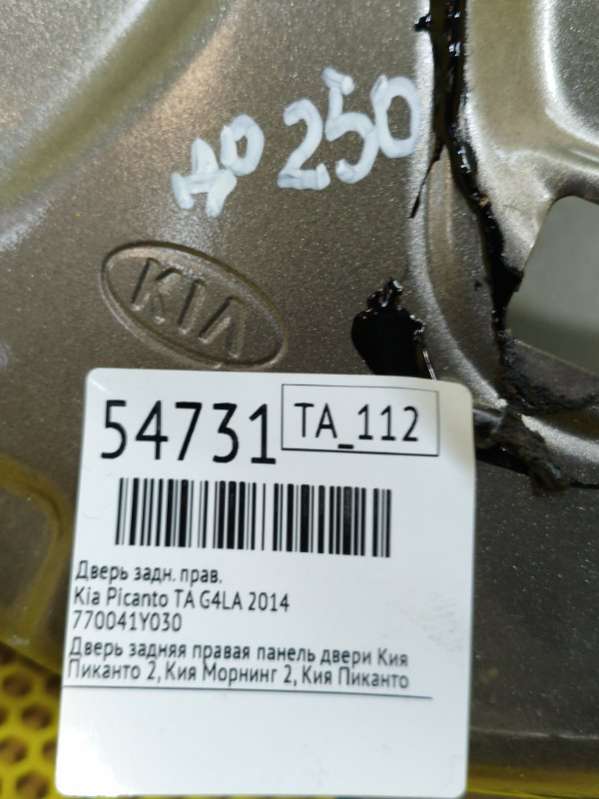 до 250
KIA
54731
TA_112
Дверь задн. прав.
Kia Picanto TA G4LA 2014
770041Y030
Дверь задняя правая панель двери Кия
Пиканто 2, Кия Морнинг 2, Кия Пиканто